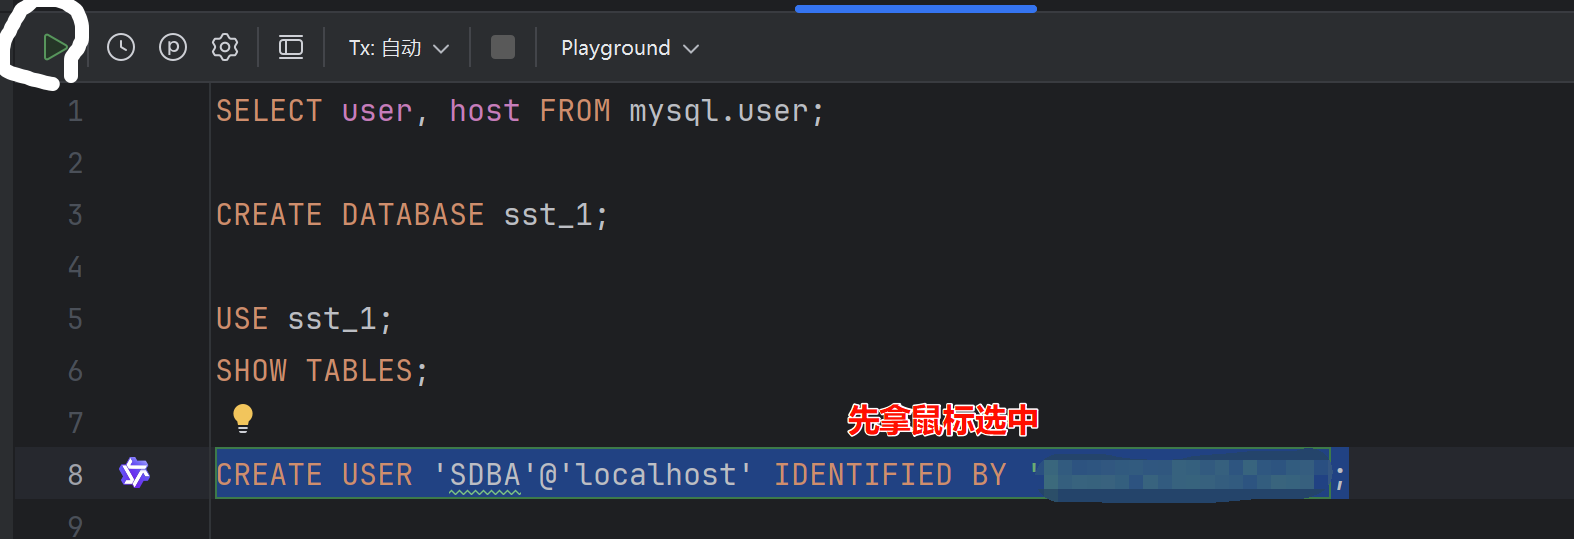 Tx: 自动 Playground
1 SELECT user, host FROM mysql.user;
2
3 CREATE DATABASE sst_1;
4
5 USE sst_1;
6 SHOW TABLES;
7
先拿鼠标选中
8 CREATE USER 'SDBA'@'localhost' IDENTIFIED BY ' ;
9